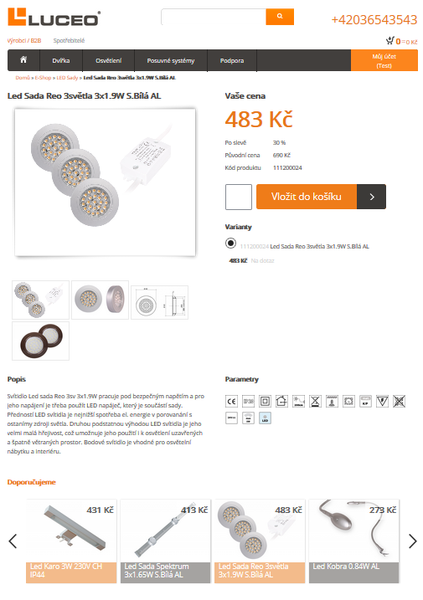 LUCEO
+42036543543
výrobci / B2B Spotřebitelé
0 / 0 Kč
Dvířka Osvětlení Posuvné systémy Podpora Můj účet
(Test)
Domů » E-Shop » LED Sady » Led Sada Reo 3světla 3x1.9W S.Bílá AL
Led Sada Reo 3světla 3x1.9W S.Bílá AL
Vaše cena
483 Kč
Po slevě 30 %
Původní cena 690 Kč
Kód produktu 111200024
Vložit do košíku
Varianty
111200024 Led Sada Reo 3světla 3x1.9W S.Bílá AL
483 Kč Na dotaz
Popis
Svítidlo Led sada Reo 3sv 3x1.9W pracuje pod bezpečným napětím a pro
jeho napájení je třeba použít LED napáječ, který je součástí sady.
Předností LED svítidla je nejnižší spotřeba el. energie v porovnání s
ostaními zdroji světla. Druhou podstatnou výhodou LED svítidla je jeho
velmi malá hřejivost, což umožnuje jeho použií i k osvětlení uzavřených
a špatně větraných prostor. Bodové svítidlo je vhodné pro osvětelní
nábytku a interiéru.
Parametry
Doporučujeme
431 Kč
Led Karo 3W 230V CH
IP44
413 Kč
Led Sada Spektrum
3x1.65W S.Bílá AL
483 Kč
Led Sada Reo 3světla
3x1.9W S.Bílá AL
273 Kč
Led Kobra 0.84W AL